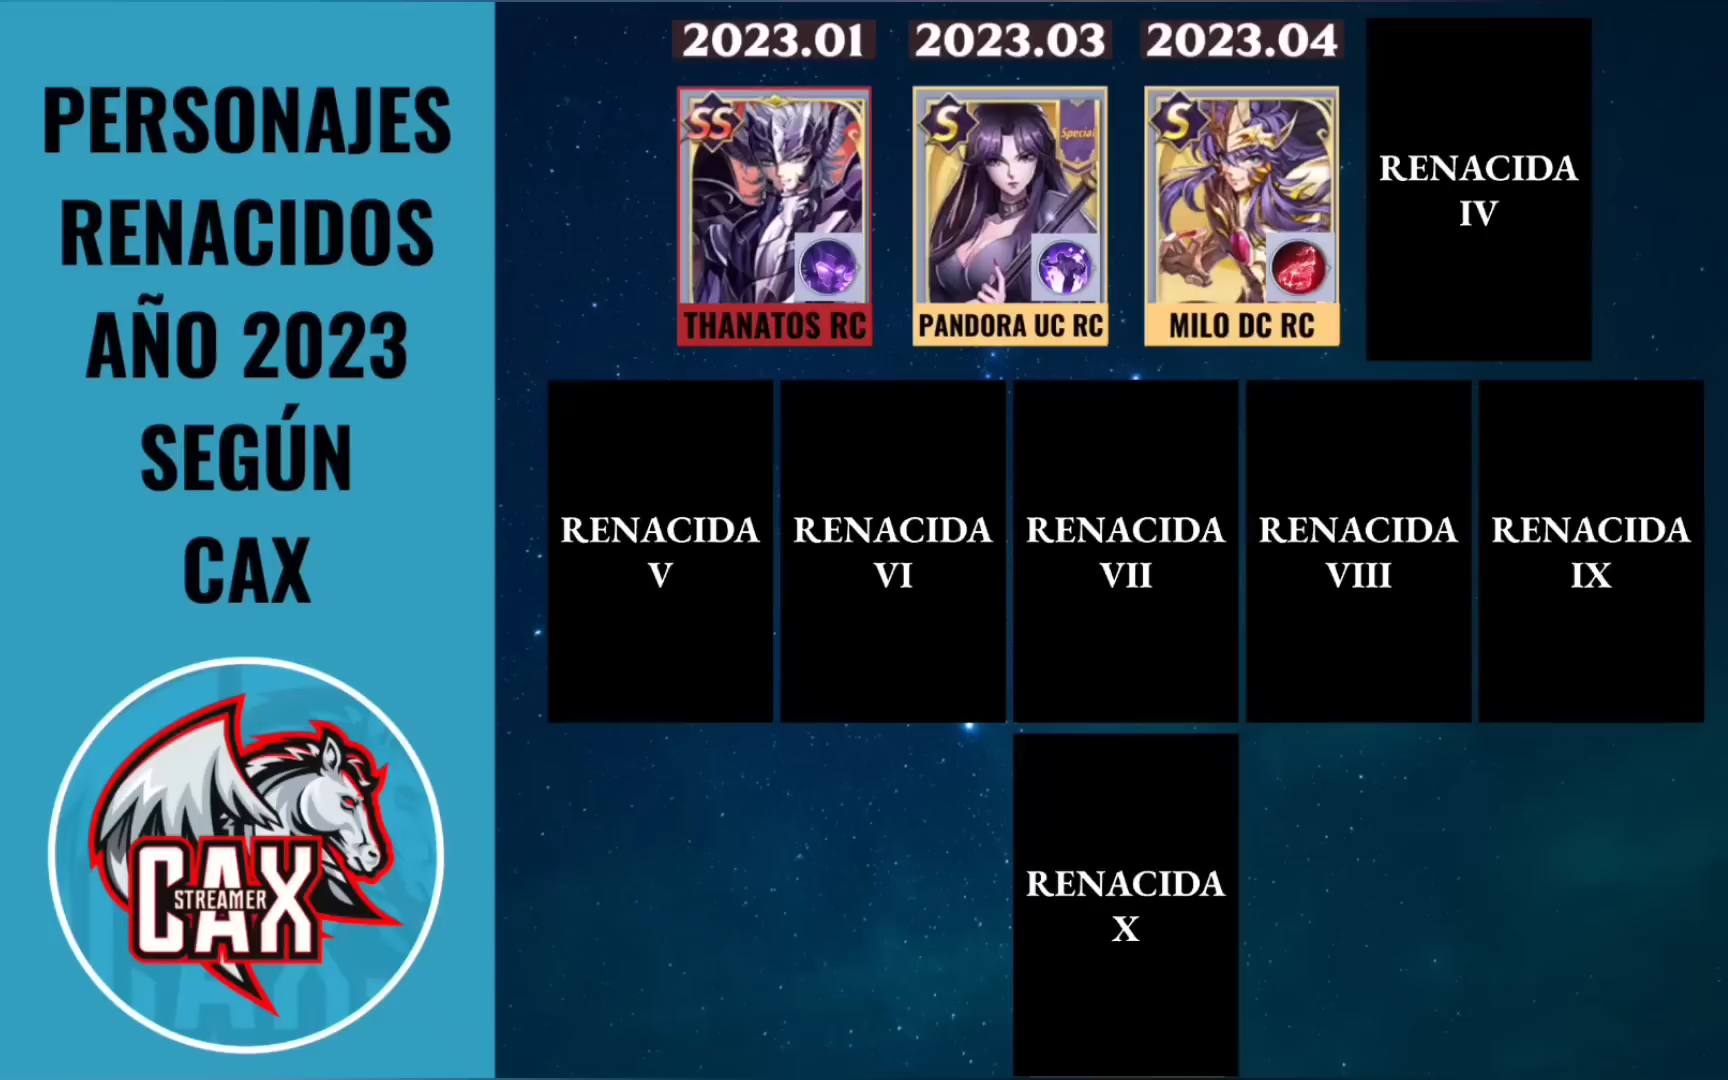 PERSONAJES
RENACIDOS
AÑO 2023
SEGÚN
CAX
CAX
STREAMER
2023.01
2023.03
2023.04
SS
S
Special
S
THANATOS RC
PANDORA UC RC
MILO DC RC
RENACIDA
IV
RENACIDA
V
RENACIDA
VI
RENACIDA
VII
RENACIDA
VIII
RENACIDA
IX
RENACIDA
X